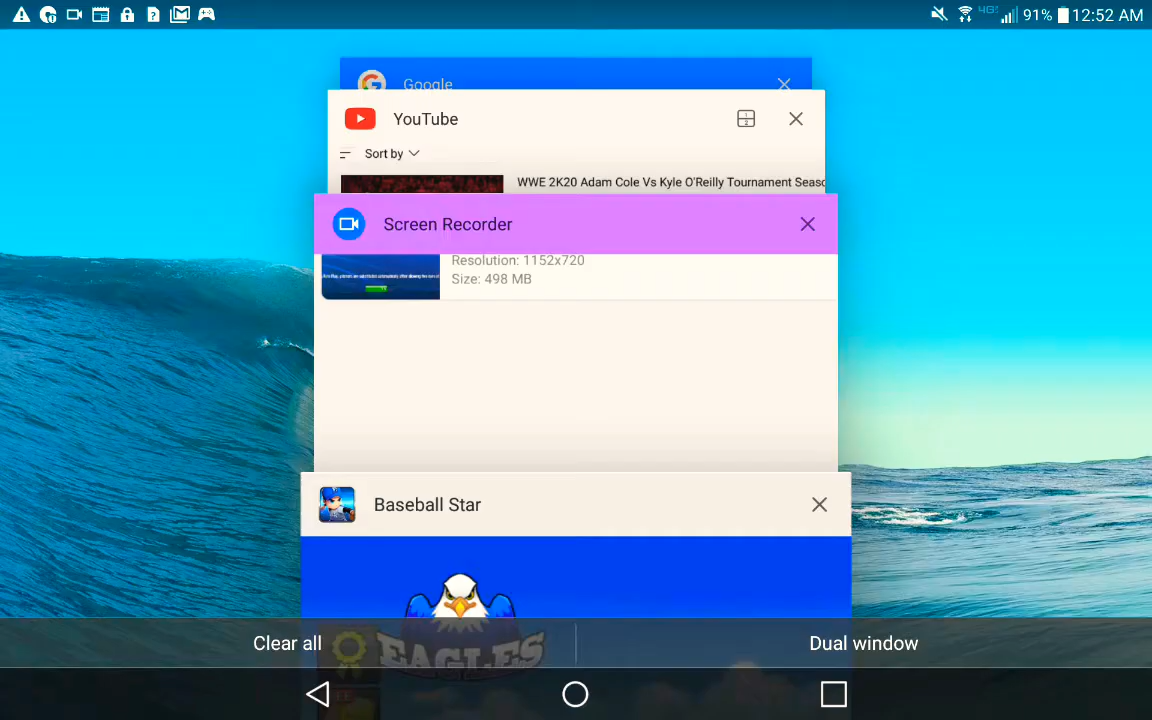 4G 91% 12:52 AM
Google
YouTube
Sort by
WWE 2K20 Adam Cole Vs Kyle O'Reilly Tournament Seaso
Screen Recorder
Resolution: 1152x720
Size: 498 MB
Baseball Star
EAGLES
Clear all
Dual window